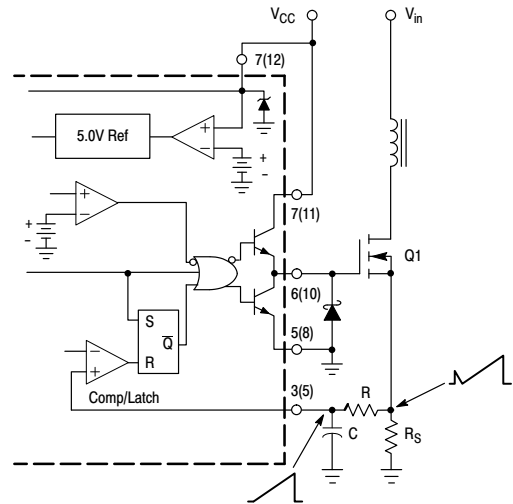 VCC
Vin
7(12)
5.0V Ref
+
−
+
-
7(11)
+
−
+
-
Q1
6(10)
S
Q
R
5(8)
−
+
Comp/Latch
3(5)
R
C
RS